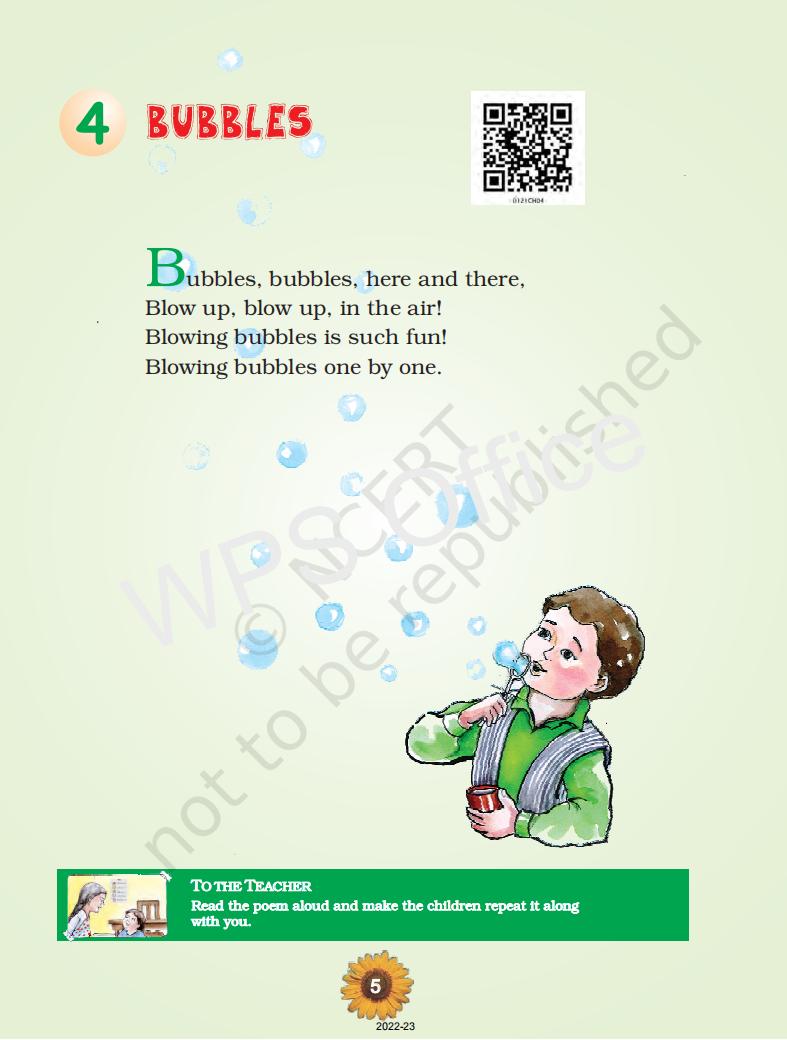 4 BUBBLES
0121CH04
Bubbles, bubbles, here and there,
Blow up, blow up, in the air!
Blowing bubbles is such fun!
Blowing bubbles one by one.
© NCERT
not to be republished
WPS Office
TO THE TEACHER
Read the poem aloud and make the children repeat it along
with you.
5
2022-23